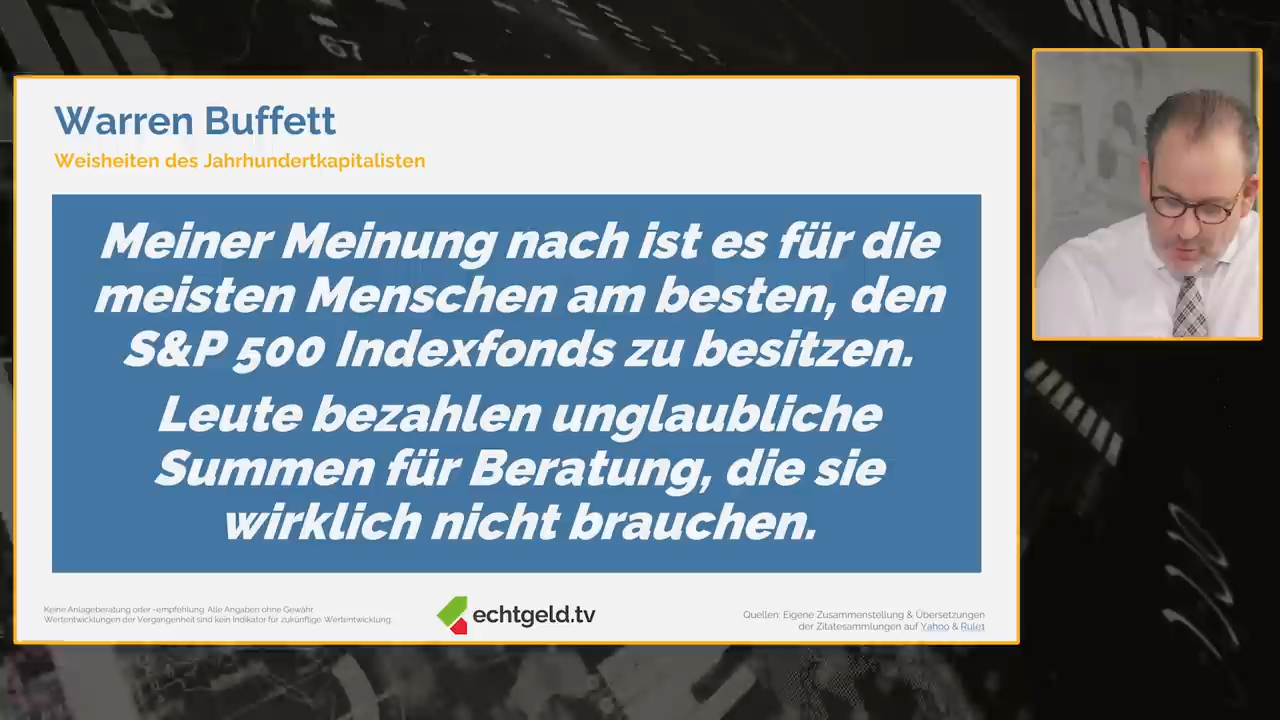 Warren Buffett
Weisheiten des Jahrhundertkapitalisten
Meiner Meinung nach ist es für die
meisten Menschen am besten, den
S&P 500 Indexfonds zu besitzen.
Leute bezahlen unglaubliche
Summen für Beratung, die sie
wirklich nicht brauchen.
Keine Anlageberatung oder -empfehlung. Alle Angaben ohne Gewähr.
Wertentwicklungen der Vergangenheit sind kein Indikator für zukünftige Wertentwicklung.
echtgeld.tv
Quellen: Eigene Zusammenstellung & Übersetzungen
der Zitatesammlungen auf Yahoo & Rule1
67